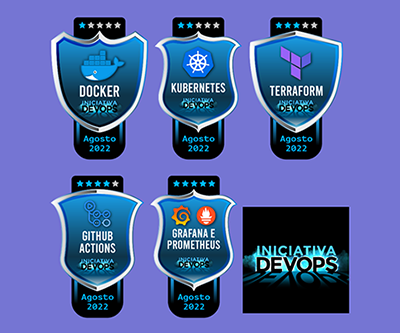 DOCKER
INICIATIVA
DEVOPS
Agosto
2022
KUBERNETES
INICIATIVA
DEVOPS
Agosto
2022
TERRAFORM
INICIATIVA
DEVOPS
Agosto
2022
GITHUB
ACTIONS
INICIATIVA
DEVOPS
Agosto
2022
GRAFANA E
PROMETHEUS
INICIATIVA
DEVOPS
Agosto
2022
INICIATIVA
DEVOPS